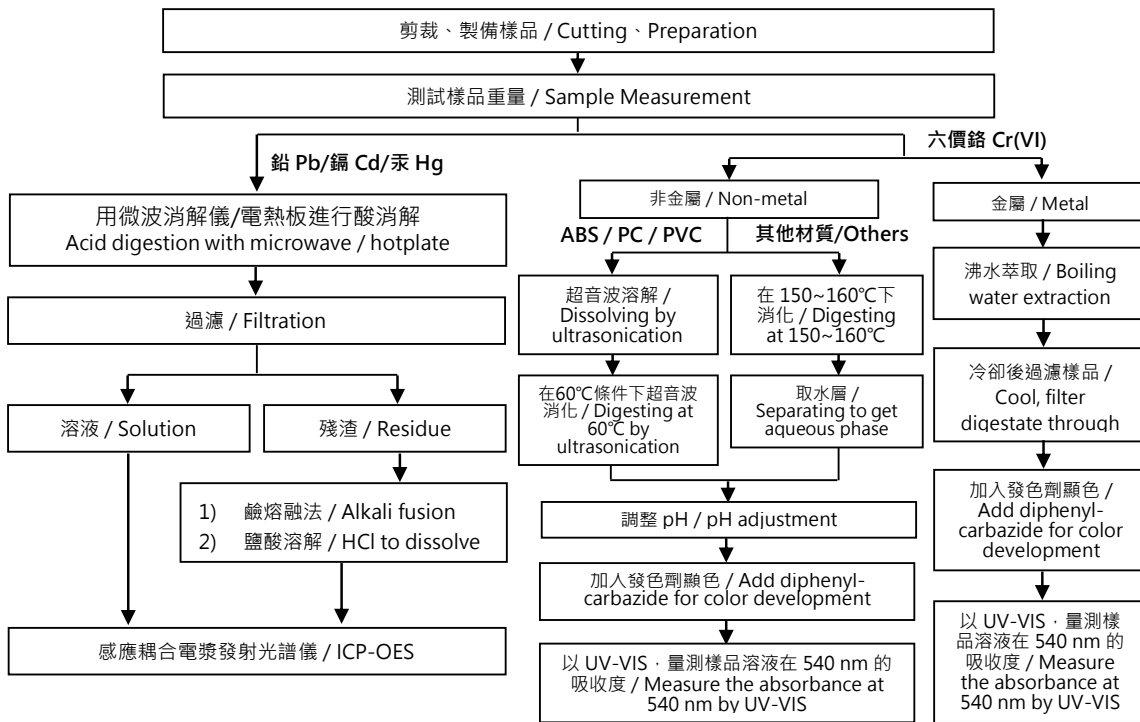 剪裁、製備樣品 / Cutting、Preparation
測試樣品重量 / Sample Measurement
鉛 Pb/鎘 Cd/汞 Hg
六價鉻 Cr(VI)
用微波消解儀/電熱板進行酸消解
Acid digestion with microwave / hotplate
過濾 / Filtration
溶液 / Solution
殘渣 / Residue
1) 鹼熔融法 / Alkali fusion
2) 鹽酸溶解 / HCl to dissolve
感應耦合電漿發射光譜儀 / ICP-OES
非金屬 / Non-metal
ABS / PC / PVC
其他材質/Others
超音波溶解 /
Dissolving by
ultrasonication
在 150~160℃下
消化 / Digesting
at 150~160℃
在60℃條件下超音波
消化 / Digesting at
60℃ by
ultrasonication
取水層 /
Separating to get
aqueous phase
調整 pH / pH adjustment
加入發色劑顯色 / Add diphenyl-
carbazide for color development
以 UV-VIS，量測樣品溶液在 540 nm 的
吸收度 / Measure the absorbance at
540 nm by UV-VIS
金屬 / Metal
沸水萃取 / Boiling
water extraction
冷卻後過濾樣品 /
Cool, filter
digestate through
加入發色劑顯色 /
Add diphenyl-
carbazide for color
development
以 UV-VIS，量測樣
品溶液在 540 nm 的
吸收度 / Measure
the absorbance at
540 nm by UV-VIS